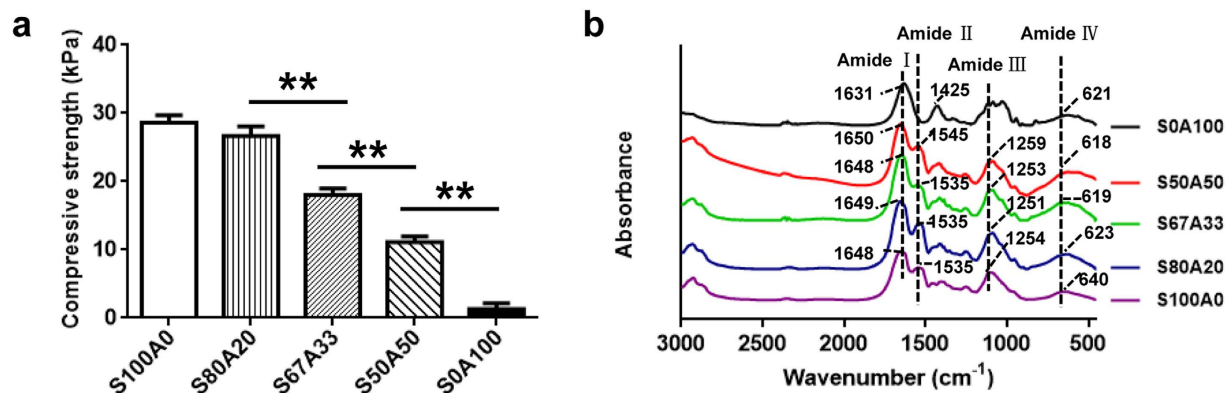 a
Compressive strength (kPa)
40
30
20
10
0
**
**
**
S100A0
S80A20
S67A33
S50A50
S0A100
b
Absorbance
Amide Ⅱ
Amide Ⅳ
Amide Ⅰ
Amide Ⅲ
1631
1425
621
S0A100
1650
1545
1259
618
S50A50
1648
1535
1253
619
S67A33
1649
1535
1251
623
S80A20
1648
1535
1254
640
S100A0
3000
2000
1500
1000
500
Wavenumber (cm-1)